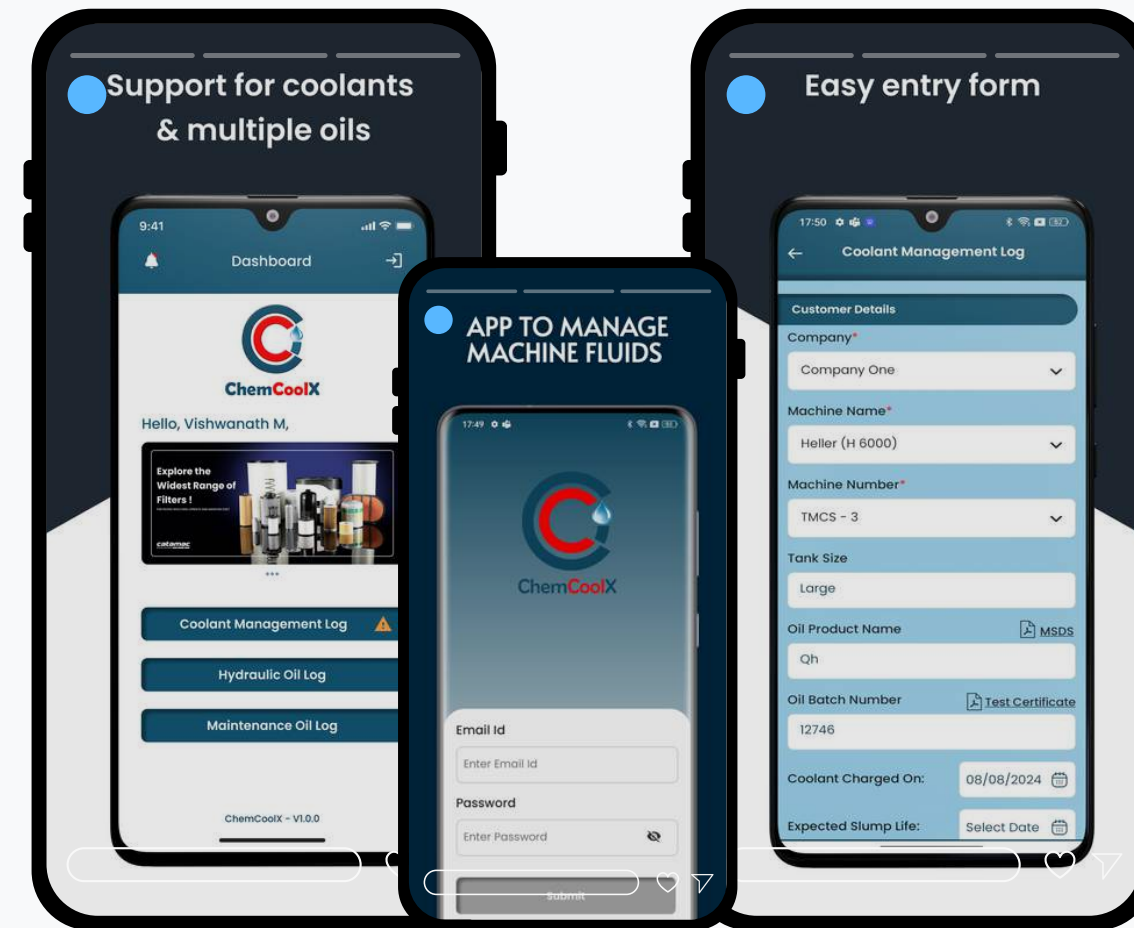 Support for coolants
& multiple oils
9:41
Dashboard
ChemCoolX
Hello, Vishwanath M,
Explore the
Widest Range of
Filters !
catamac
Coolant Management Log
Hydraulic Oil Log
Maintenance Oil Log
ChemCoolX - V1.0.0
APP TO MANAGE
MACHINE FLUIDS
17:49
ChemCoolX
Email Id
Enter Email Id
Password
Enter Password
Submit
Easy entry form
17:50
Coolant Management Log
Customer Details
Company*
Company One
Machine Name*
Heller (H 6000)
Machine Number*
TMCS - 3
Tank Size
Large
Oil Product Name MSDS
Qh
Oil Batch Number Test Certificate
12746
Coolant Charged On: 08/08/2024
Expected Slump Life: Select Date